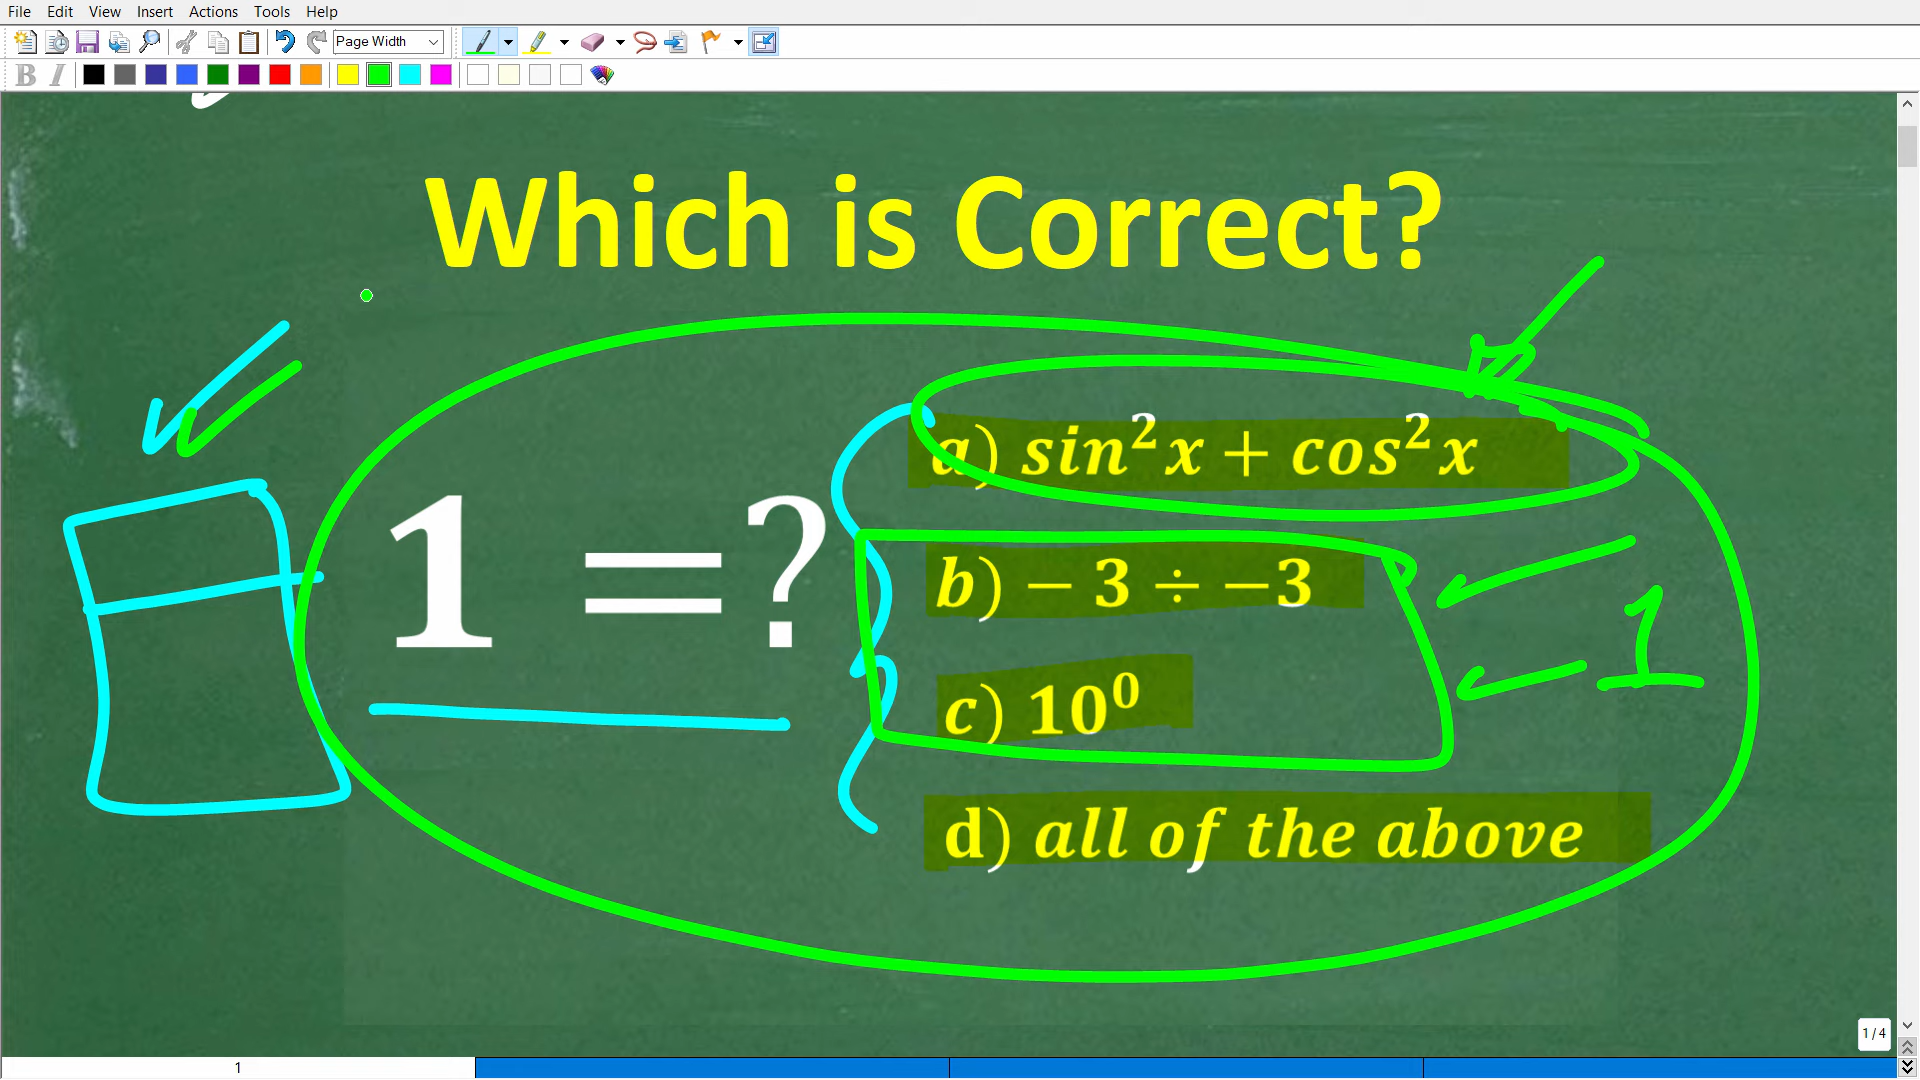 File Edit View Insert Actions Tools Help
Page Width
B I
Which is Correct?
1 =?
a) sin²x + cos²x
b) − 3 ÷ −3
1
c) 10⁰
d) all of the above
1 / 4
1